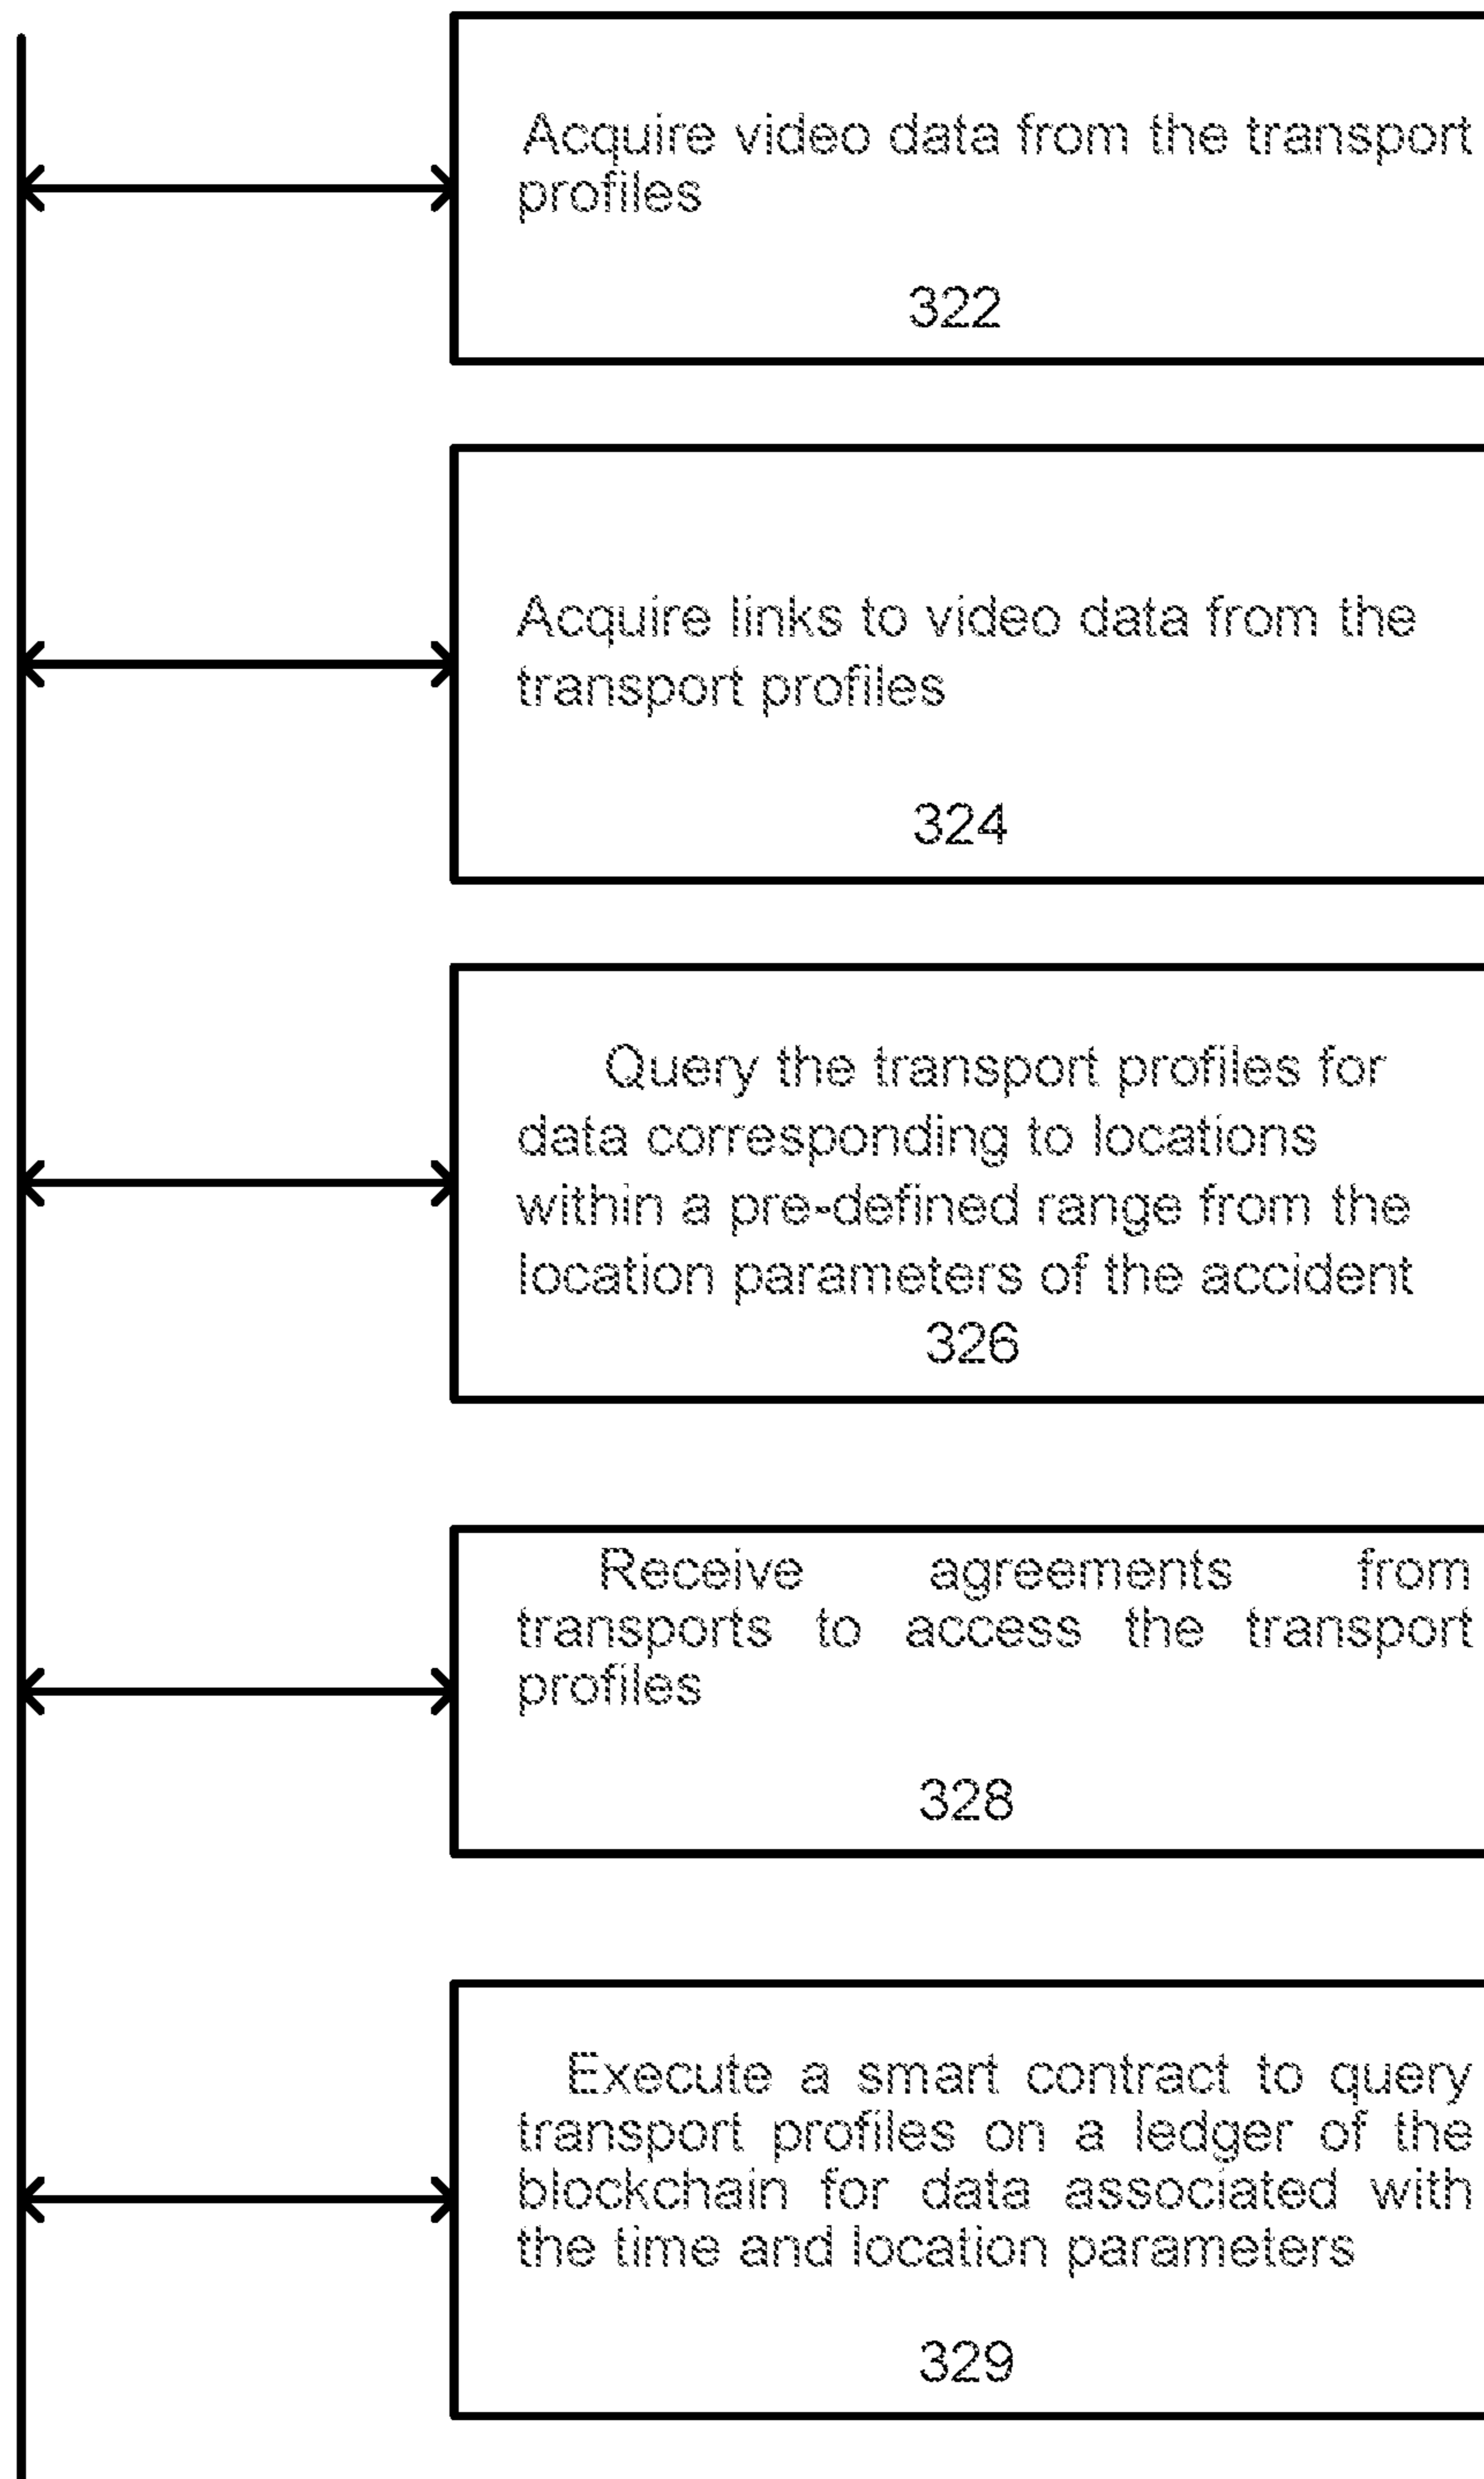 Acquire video data from the transport
profiles
322
Acquire links to video data from the
transport profiles
324
Query the transport profiles for
data corresponding to locations
within a pre-defined range from the
location parameters of the accident
326
Receive agreements from
transports to access the transport
profiles
328
Execute a smart contract to query
transport profiles on a ledger of the
blockchain for data associated with
the time and location parameters
329